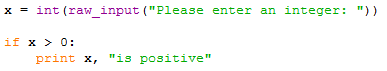 x = int(raw_input("Please enter an integer: "))
if x > 0:
    print x, "is positive"